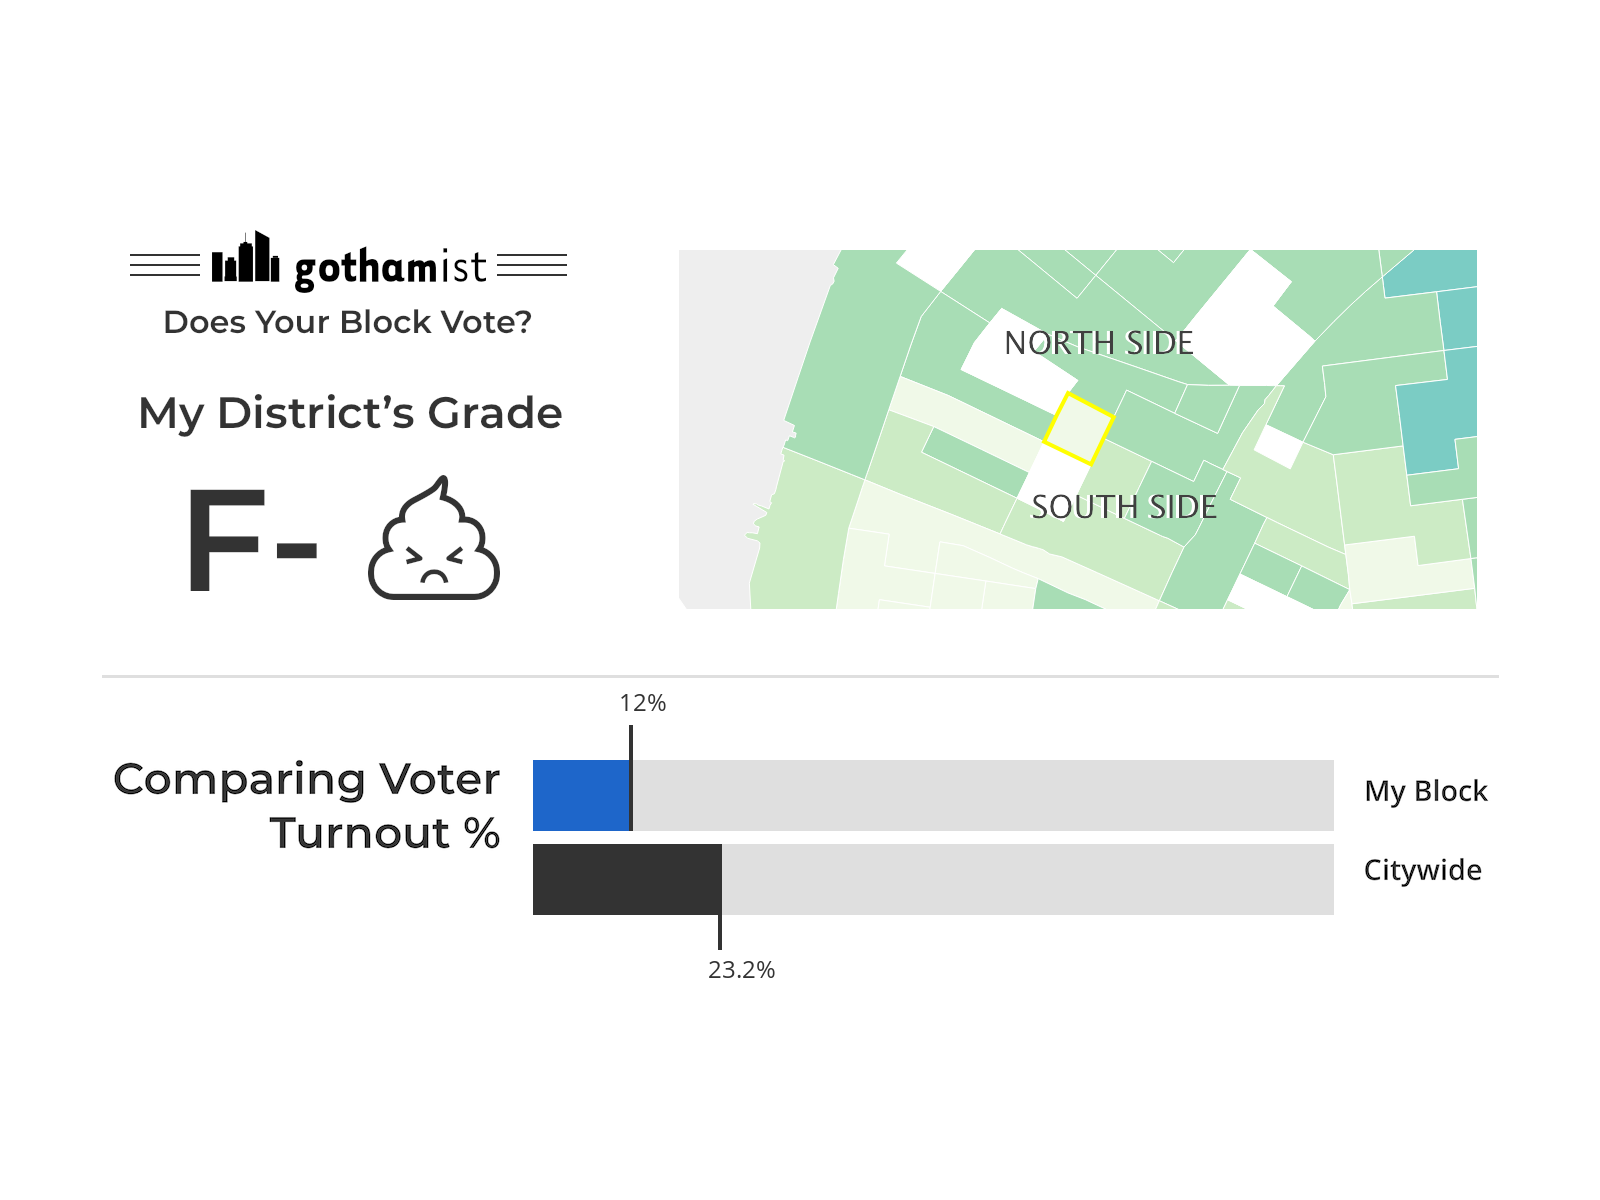 gothamist
Does Your Block Vote?
My District's Grade
F-
NORTH SIDE
SOUTH SIDE
12%
Comparing Voter
Turnout %
My Block
Citywide
23.2%